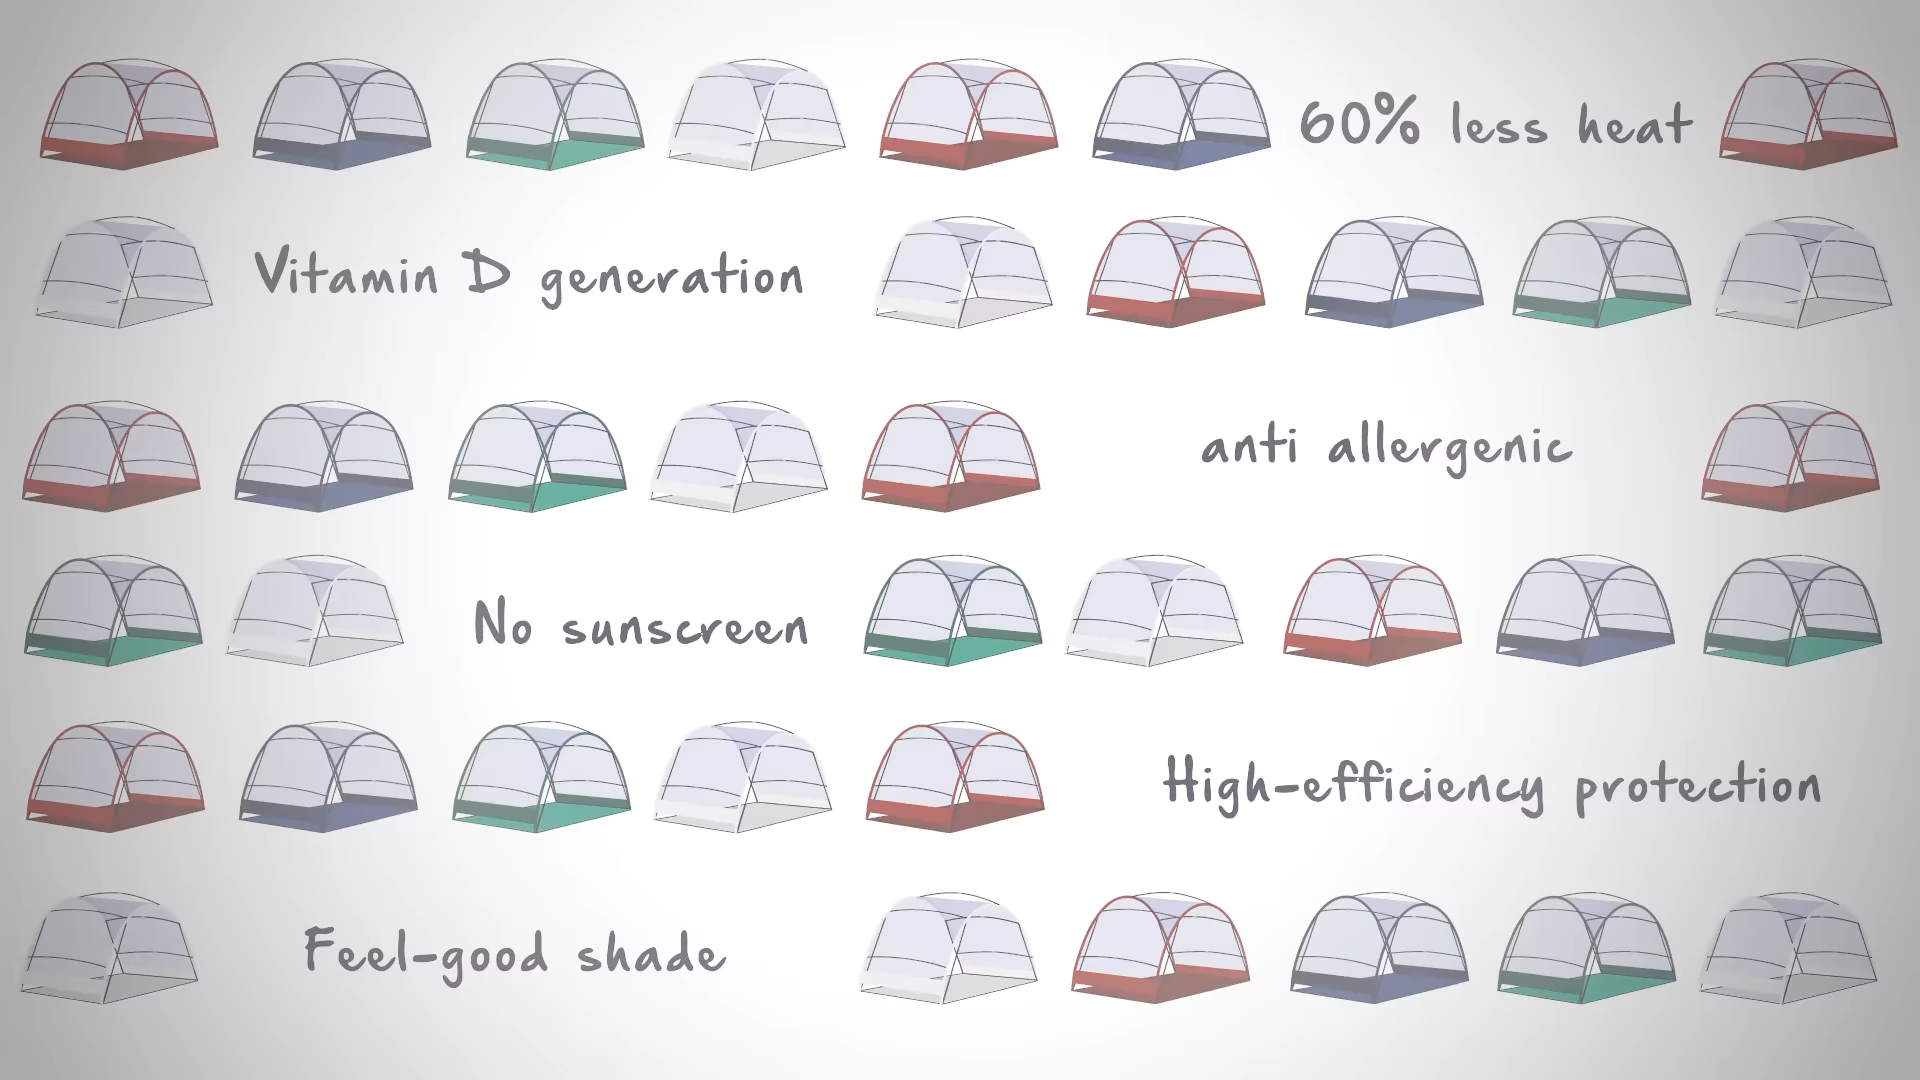 60% less heat
Vitamin D generation
anti allergenic
No sunscreen
High-efficiency protection
Feel-good shade